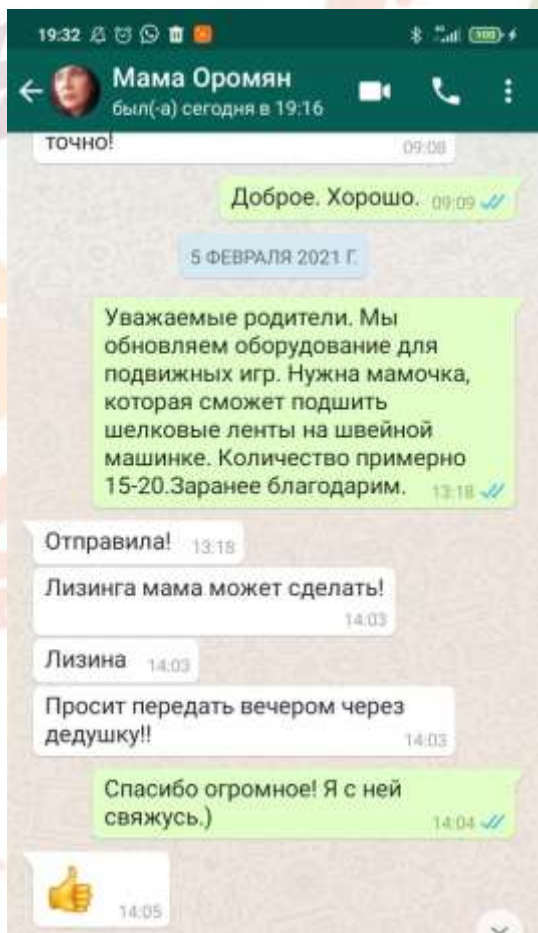 19:32
100
Мама Оромян
был(-а) сегодня в 19:16
точно!
09:08
Доброе. Хорошо. 09:09
5 ФЕВРАЛЯ 2021 Г.
Уважаемые родители. Мы
обновляем оборудование для
подвижных игр. Нужна мамочка,
которая сможет подшить
шелковые ленты на швейной
машинке. Количество примерно
15-20.Заранее благодарим. 13:18
Отправила! 13:18
Лизинга мама может сделать!
14:03
Лизина 14:03
Просит передать вечером через
дедушку!! 14:03
Спасибо огромное! Я с ней
свяжусь.) 14:04
14:05